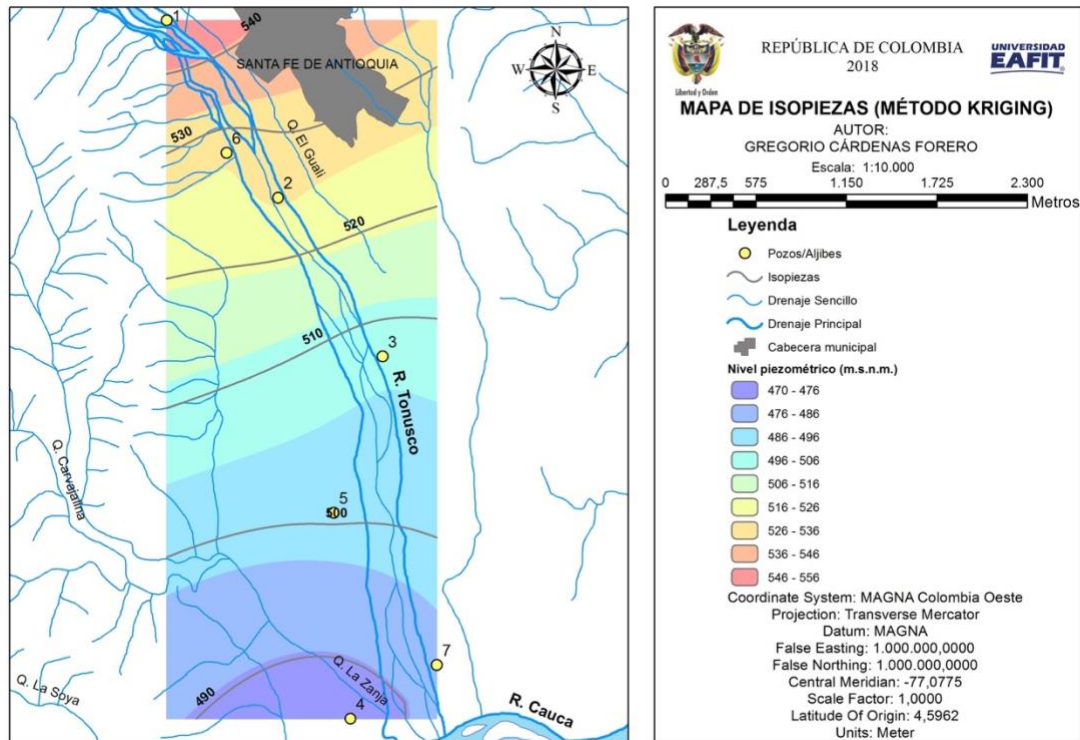 1
540
SANTA FE DE ANTIOQUIA
N
W E
S
530
6
Q. El Guali
2
520
510
3
R. Tonusco
Q. Carvajalina
5
500
7
Q. La Zanja
490
4
Q. La Soya
R. Cauca
Libertad y Orden
REPÚBLICA DE COLOMBIA
2018
UNIVERSIDAD
EAFIT
MAPA DE ISOPIEZAS (MÉTODO KRIGING)
AUTOR:
GREGORIO CÁRDENAS FORERO
Escala: 1:10.000
0 287,5 575 1.150 1.725 2.300
Metros
Leyenda
Pozos/Aljibes
Isopiezas
Drenaje Sencillo
Drenaje Principal
Cabecera municipal
Nivel piezométrico (m.s.n.m.)
470 - 476
476 - 486
486 - 496
496 - 506
506 - 516
516 - 526
526 - 536
536 - 546
546 - 556
Coordinate System: MAGNA Colombia Oeste
Projection: Transverse Mercator
Datum: MAGNA
False Easting: 1.000.000,0000
False Northing: 1.000.000,0000
Central Meridian: -77,0775
Scale Factor: 1,0000
Latitude Of Origin: 4,5962
Units: Meter